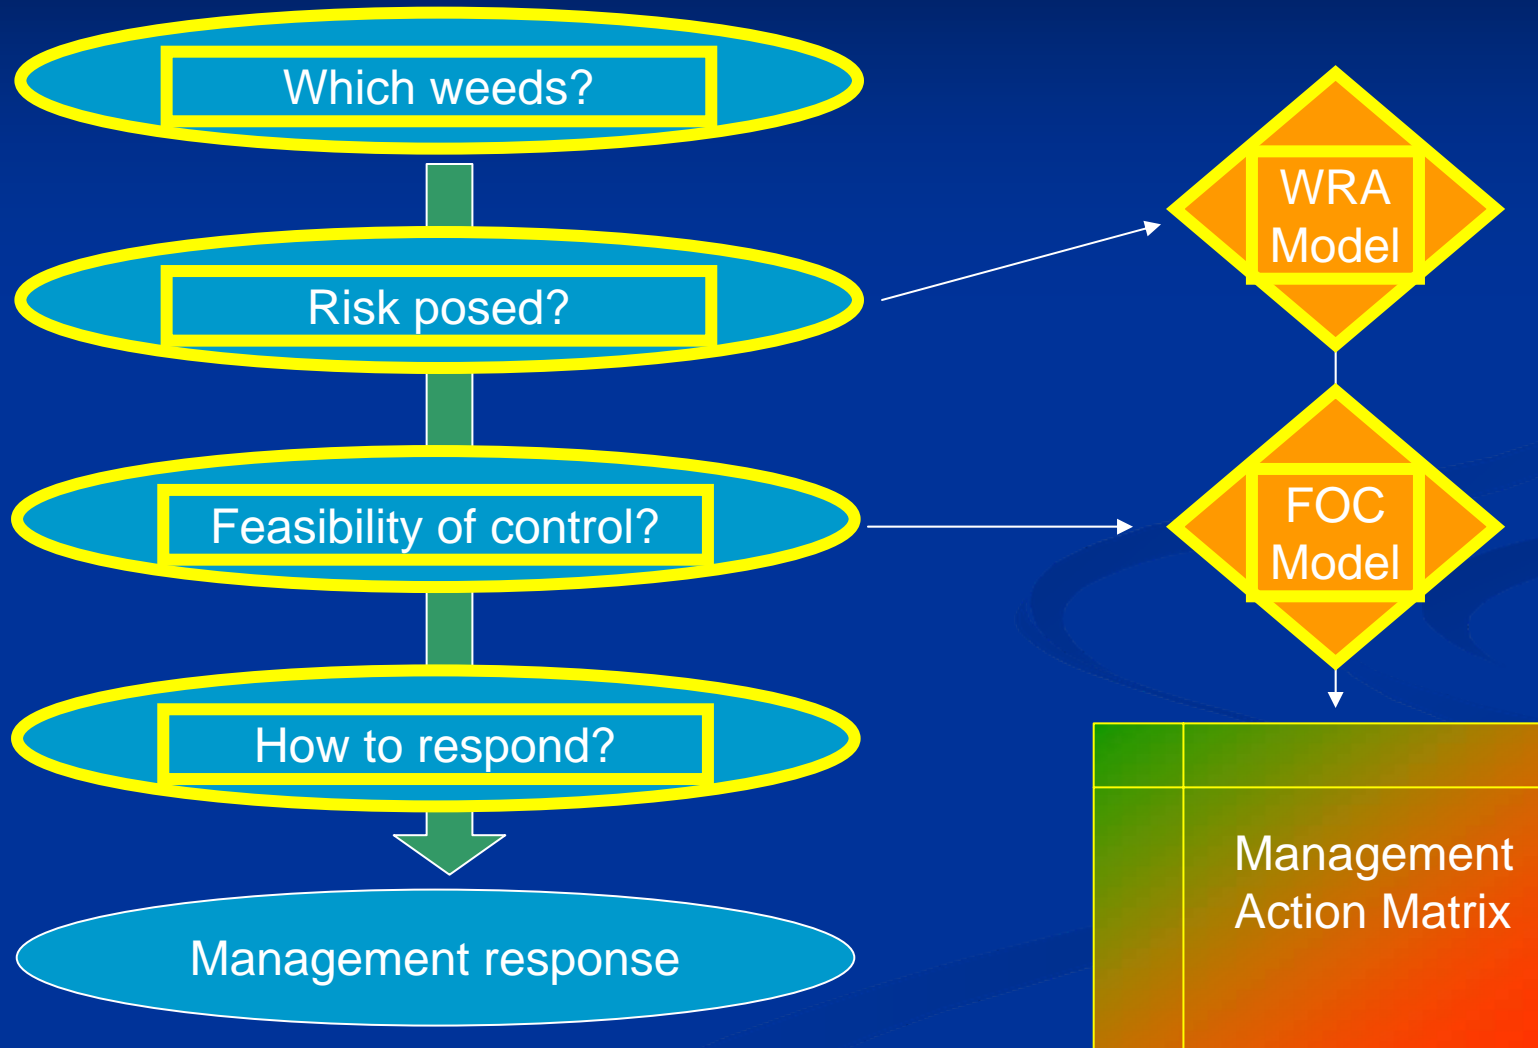 Which weeds?
Risk posed?
Feasibility of control?
How to respond?
Management response
WRA
Model
FOC
Model
Management
Action Matrix